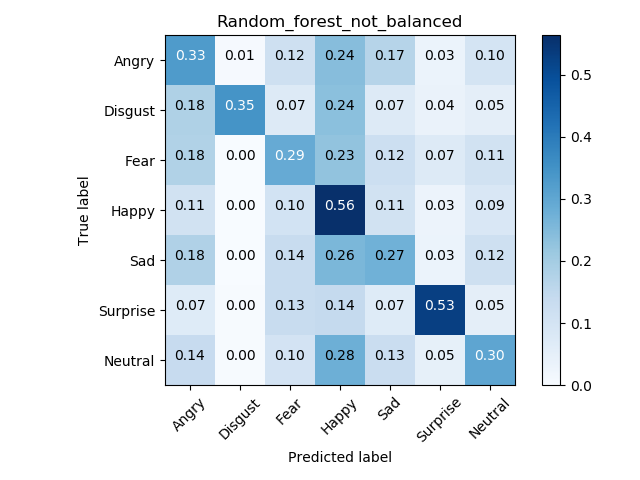 Random_forest_not_balanced
True label
Angry 0.33 0.01 0.12 0.24 0.17 0.03 0.10
Disgust 0.18 0.35 0.07 0.24 0.07 0.04 0.05
Fear 0.18 0.00 0.29 0.23 0.12 0.07 0.11
Happy 0.11 0.00 0.10 0.56 0.11 0.03 0.09
Sad 0.18 0.00 0.14 0.26 0.27 0.03 0.12
Surprise 0.07 0.00 0.13 0.14 0.07 0.53 0.05
Neutral 0.14 0.00 0.10 0.28 0.13 0.05 0.30
Angry Disgust Fear Happy Sad Surprise Neutral
Predicted label
0.5
0.4
0.3
0.2
0.1
0.0